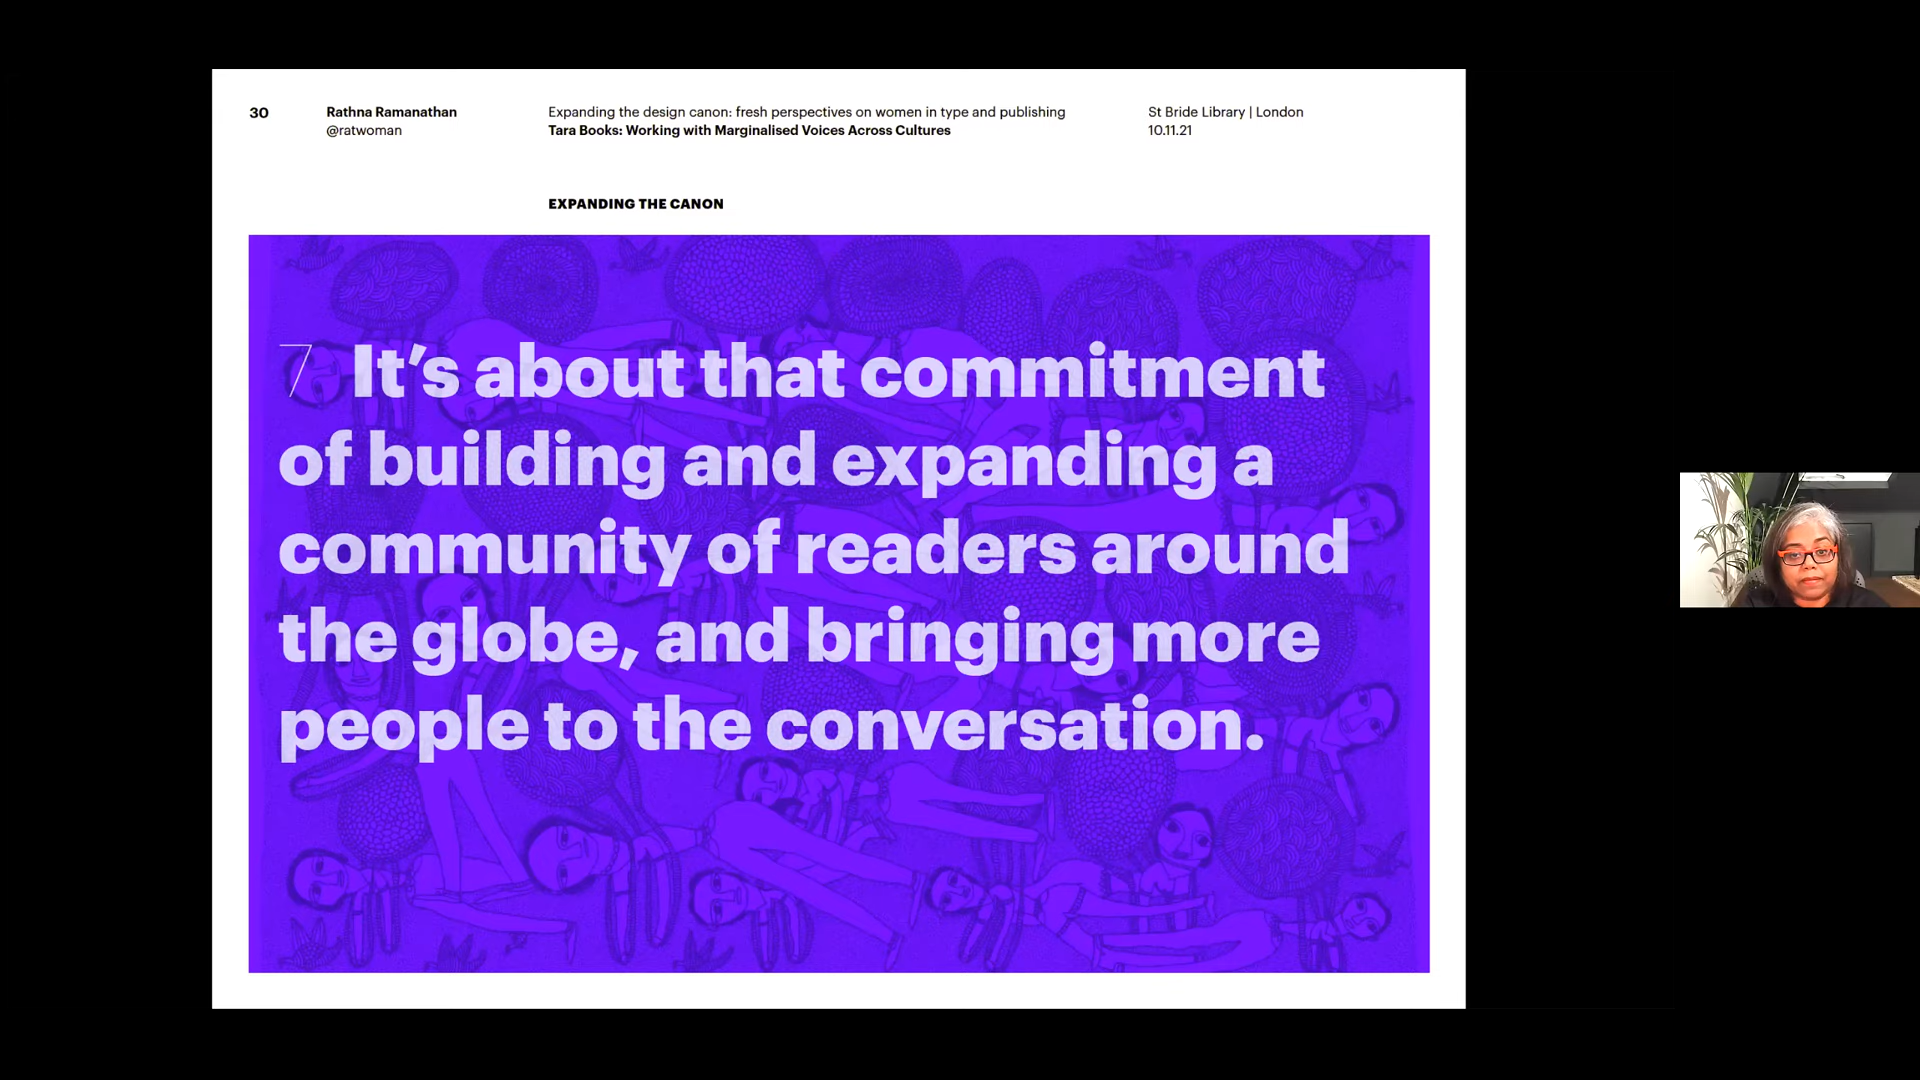 30
Rathna Ramanathan
@ratwoman
Expanding the design canon: fresh perspectives on women in type and publishing
Tara Books: Working with Marginalised Voices Across Cultures
St Bride Library | London
10.11.21
EXPANDING THE CANON
7 It’s about that commitment
of building and expanding a
community of readers around
the globe, and bringing more
people to the conversation.